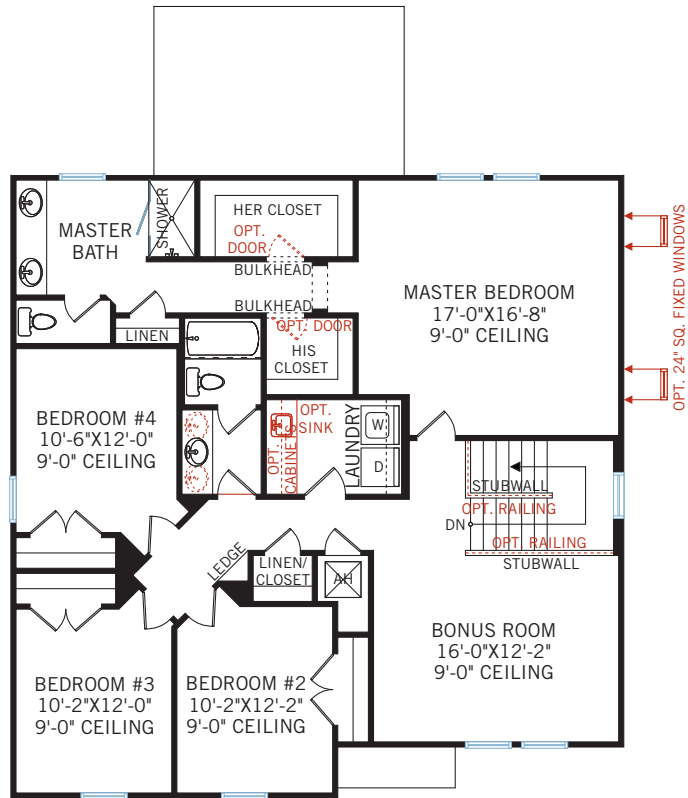 SHOWER
HER CLOSET
OPT.
DOOR
MASTER
BATH
BULKHEAD
OPT. 24" SQ. FIXED WINDOWS
MASTER BEDROOM
17'-0"X16'-8"
9'-0" CEILING
BULKHEAD
OPT. DOOR
LINEN
HIS
CLOSET
BEDROOM #4
10'-6"X12'-0"
9'-0" CEILING
OPT.
SINK
OPT.
CABINETS
LAUNDRY
W
D
STUBWALL
OPT. RAILING
DN
OPT. RAILING
STUBWALL
LEDGE
LINEN/
CLOSET
AH
BONUS ROOM
16'-0"X12'-2"
9'-0" CEILING
BEDROOM #3
10'-2"X12'-0"
9'-0" CEILING
BEDROOM #2
10'-2"X12'-2"
9'-0" CEILING